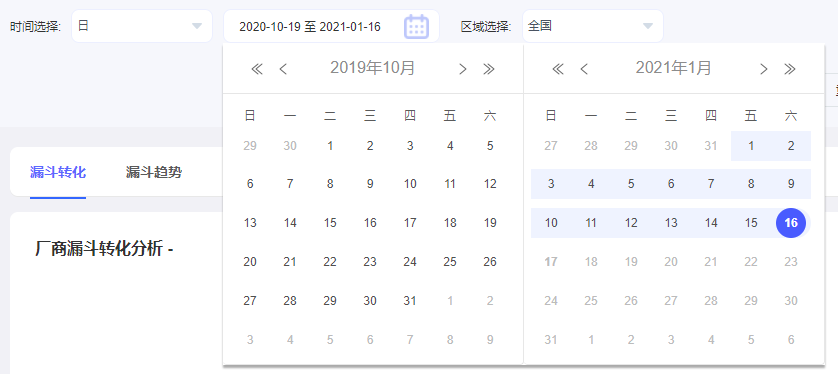 时间选择: 日 2020-10-19 至 2021-01-16 区域选择: 全国
2019年10月 2021年1月
日 一 二 三 四 五 六 日 一 二 三 四 五 六
29 30 1 2 3 4 5 27 28 29 30 31 1 2
漏斗转化 漏斗趋势 6 7 8 9 10 11 12 3 4 5 6 7 8 9
13 14 15 16 17 18 19 10 11 12 13 14 15 16
厂商漏斗转化分析 -
20 21 22 23 24 25 26 17 18 19 20 21 22 23
27 28 29 30 31 1 2 24 25 26 27 28 29 30
3 4 5 6 7 8 9 31 1 2 3 4 5 6